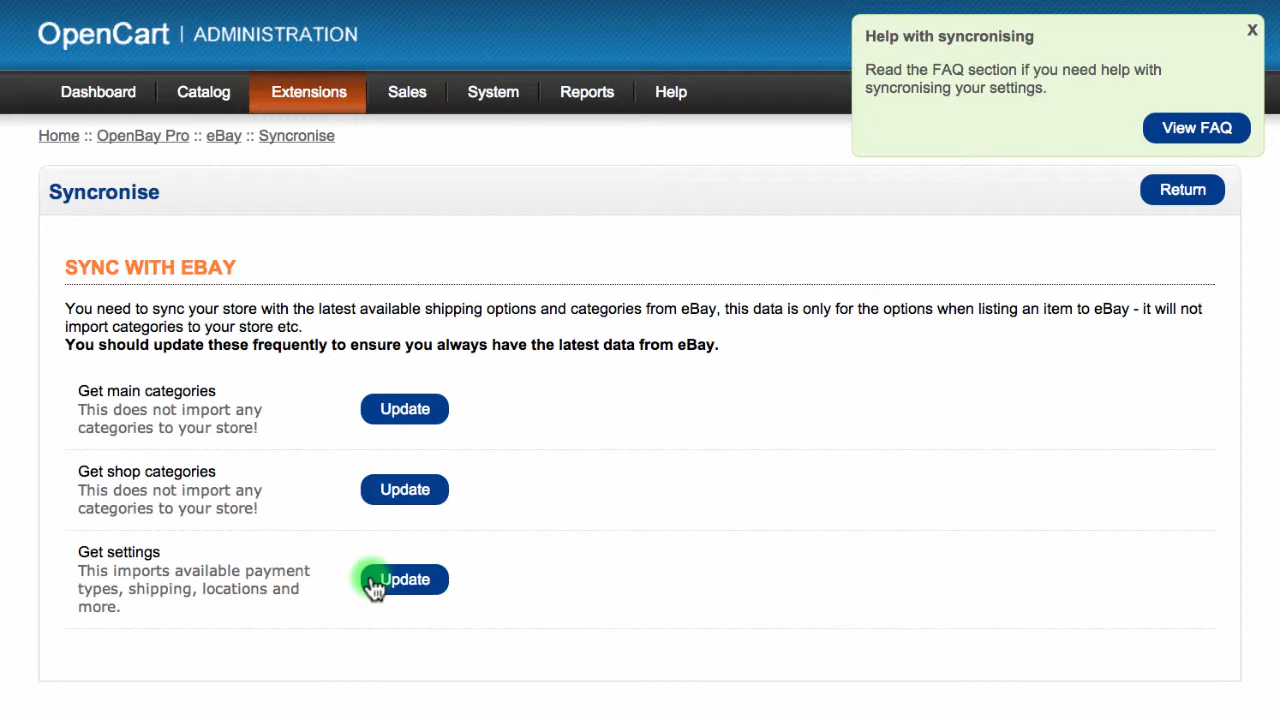 OpenCart | ADMINISTRATION
Help with syncronising
X
Read the FAQ section if you need help with
syncronising your settings.
View FAQ
Dashboard Catalog Extensions Sales System Reports Help
Home :: OpenBay Pro :: eBay :: Syncronise
Syncronise
Return
SYNC WITH EBAY
You need to sync your store with the latest available shipping options and categories from eBay, this data is only for the options when listing an item to eBay - it will not
import categories to your store etc.
You should update these frequently to ensure you always have the latest data from eBay.
Get main categories
This does not import any
categories to your store!
Update
Get shop categories
This does not import any
categories to your store!
Update
Get settings
This imports available payment
types, shipping, locations and
more.
Update